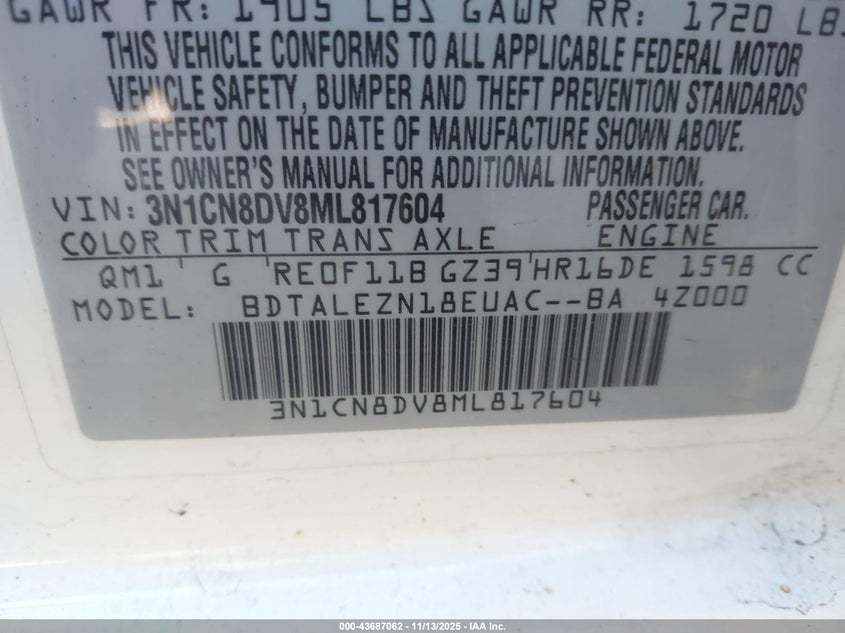 GAWR FR: 1905 LBS GAWR RR: 1720 LBS
THIS VEHICLE CONFORMS TO ALL APPLICABLE FEDERAL MOTOR
VEHICLE SAFETY, BUMPER AND THEFT PREVENTION STANDARDS
IN EFFECT ON THE DATE OF MANUFACTURE SHOWN ABOVE.
SEE OWNER'S MANUAL FOR ADDITIONAL INFORMATION.
VIN: 3N1CN8DV8ML817604 PASSENGER CAR.
COLOR TRIM TRANS AXLE ENGINE
QM1 G RE0F11B GZ39 HR16DE 1598 CC
MODEL: BDTALEZN18EUAC--BA 4Z000
3N1CN8DV8ML817604
000-43687062 - 11/13/2025 - IAA Inc.